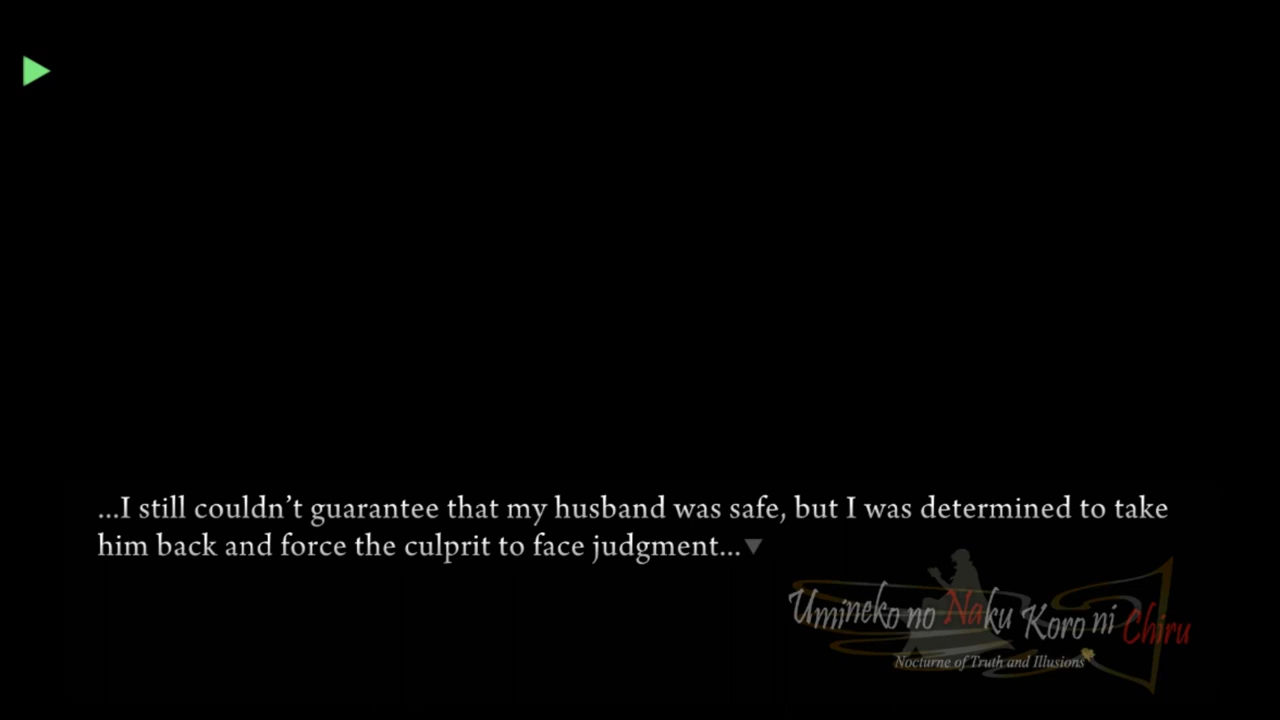 ...I still couldn't guarantee that my husband was safe, but I was determined to take
him back and force the culprit to face judgment...
Umineko no Naku Koro ni Chiru
Nocturne of Truth and Illusions